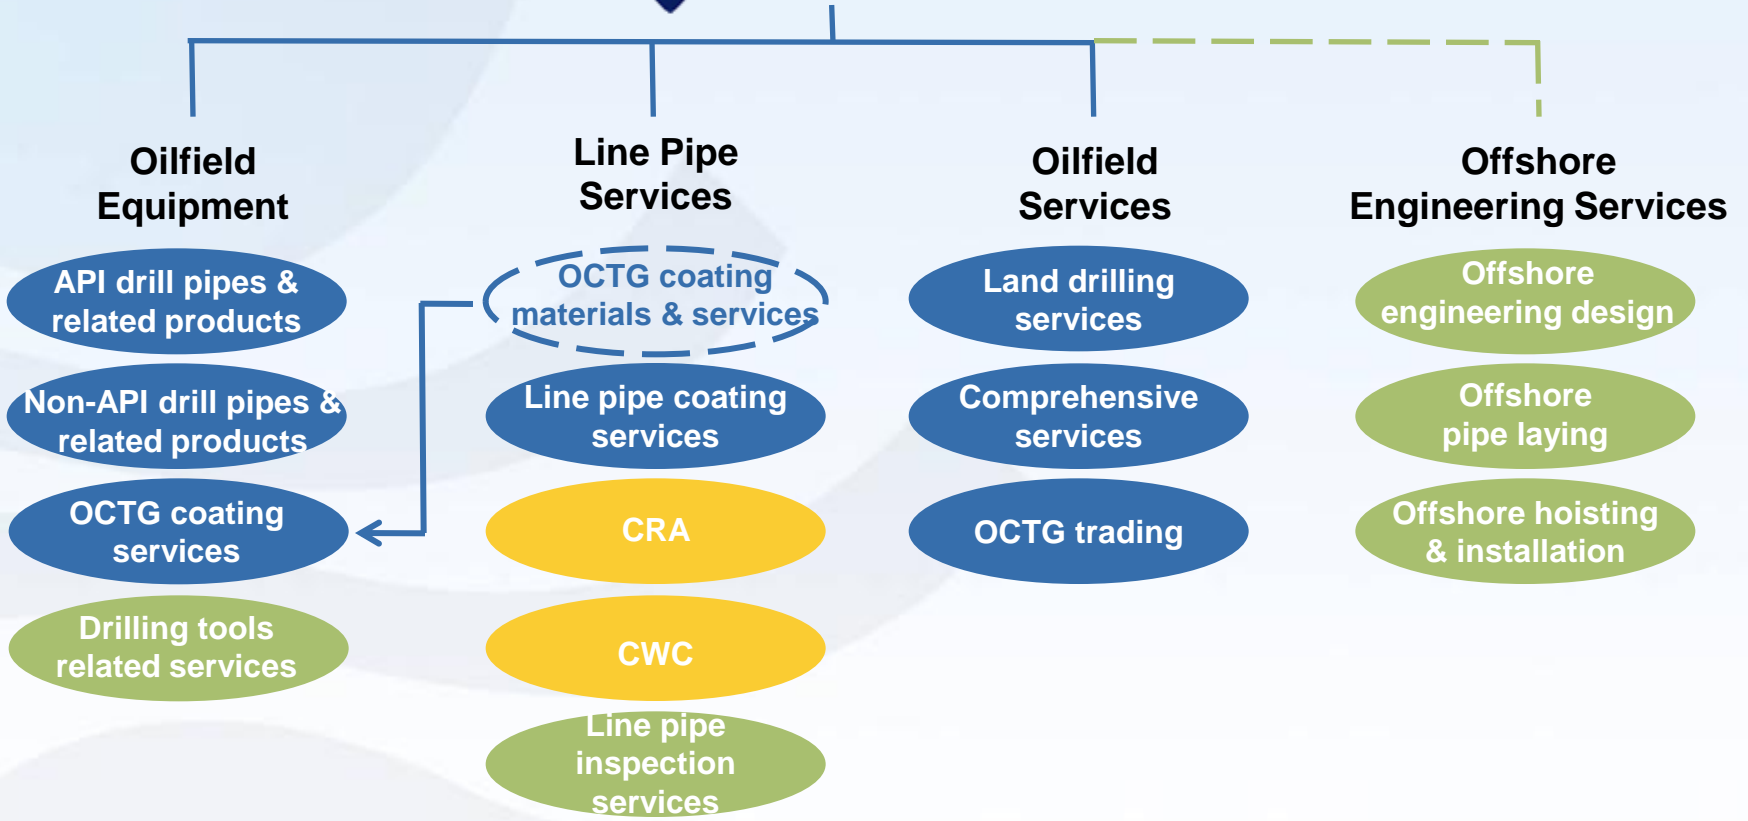 Oilfield
Equipment
API drill pipes &
related products
Non-API drill pipes &
related products
OCTG coating
services
Drilling tools
related services
Line Pipe
Services
OCTG coating
materials & services
Line pipe coating
services
CRA
CWC
Line pipe
inspection
services
Oilfield
Services
Land drilling
services
Comprehensive
services
OCTG trading
Offshore
Engineering Services
Offshore
engineering design
Offshore
pipe laying
Offshore hoisting
& installation